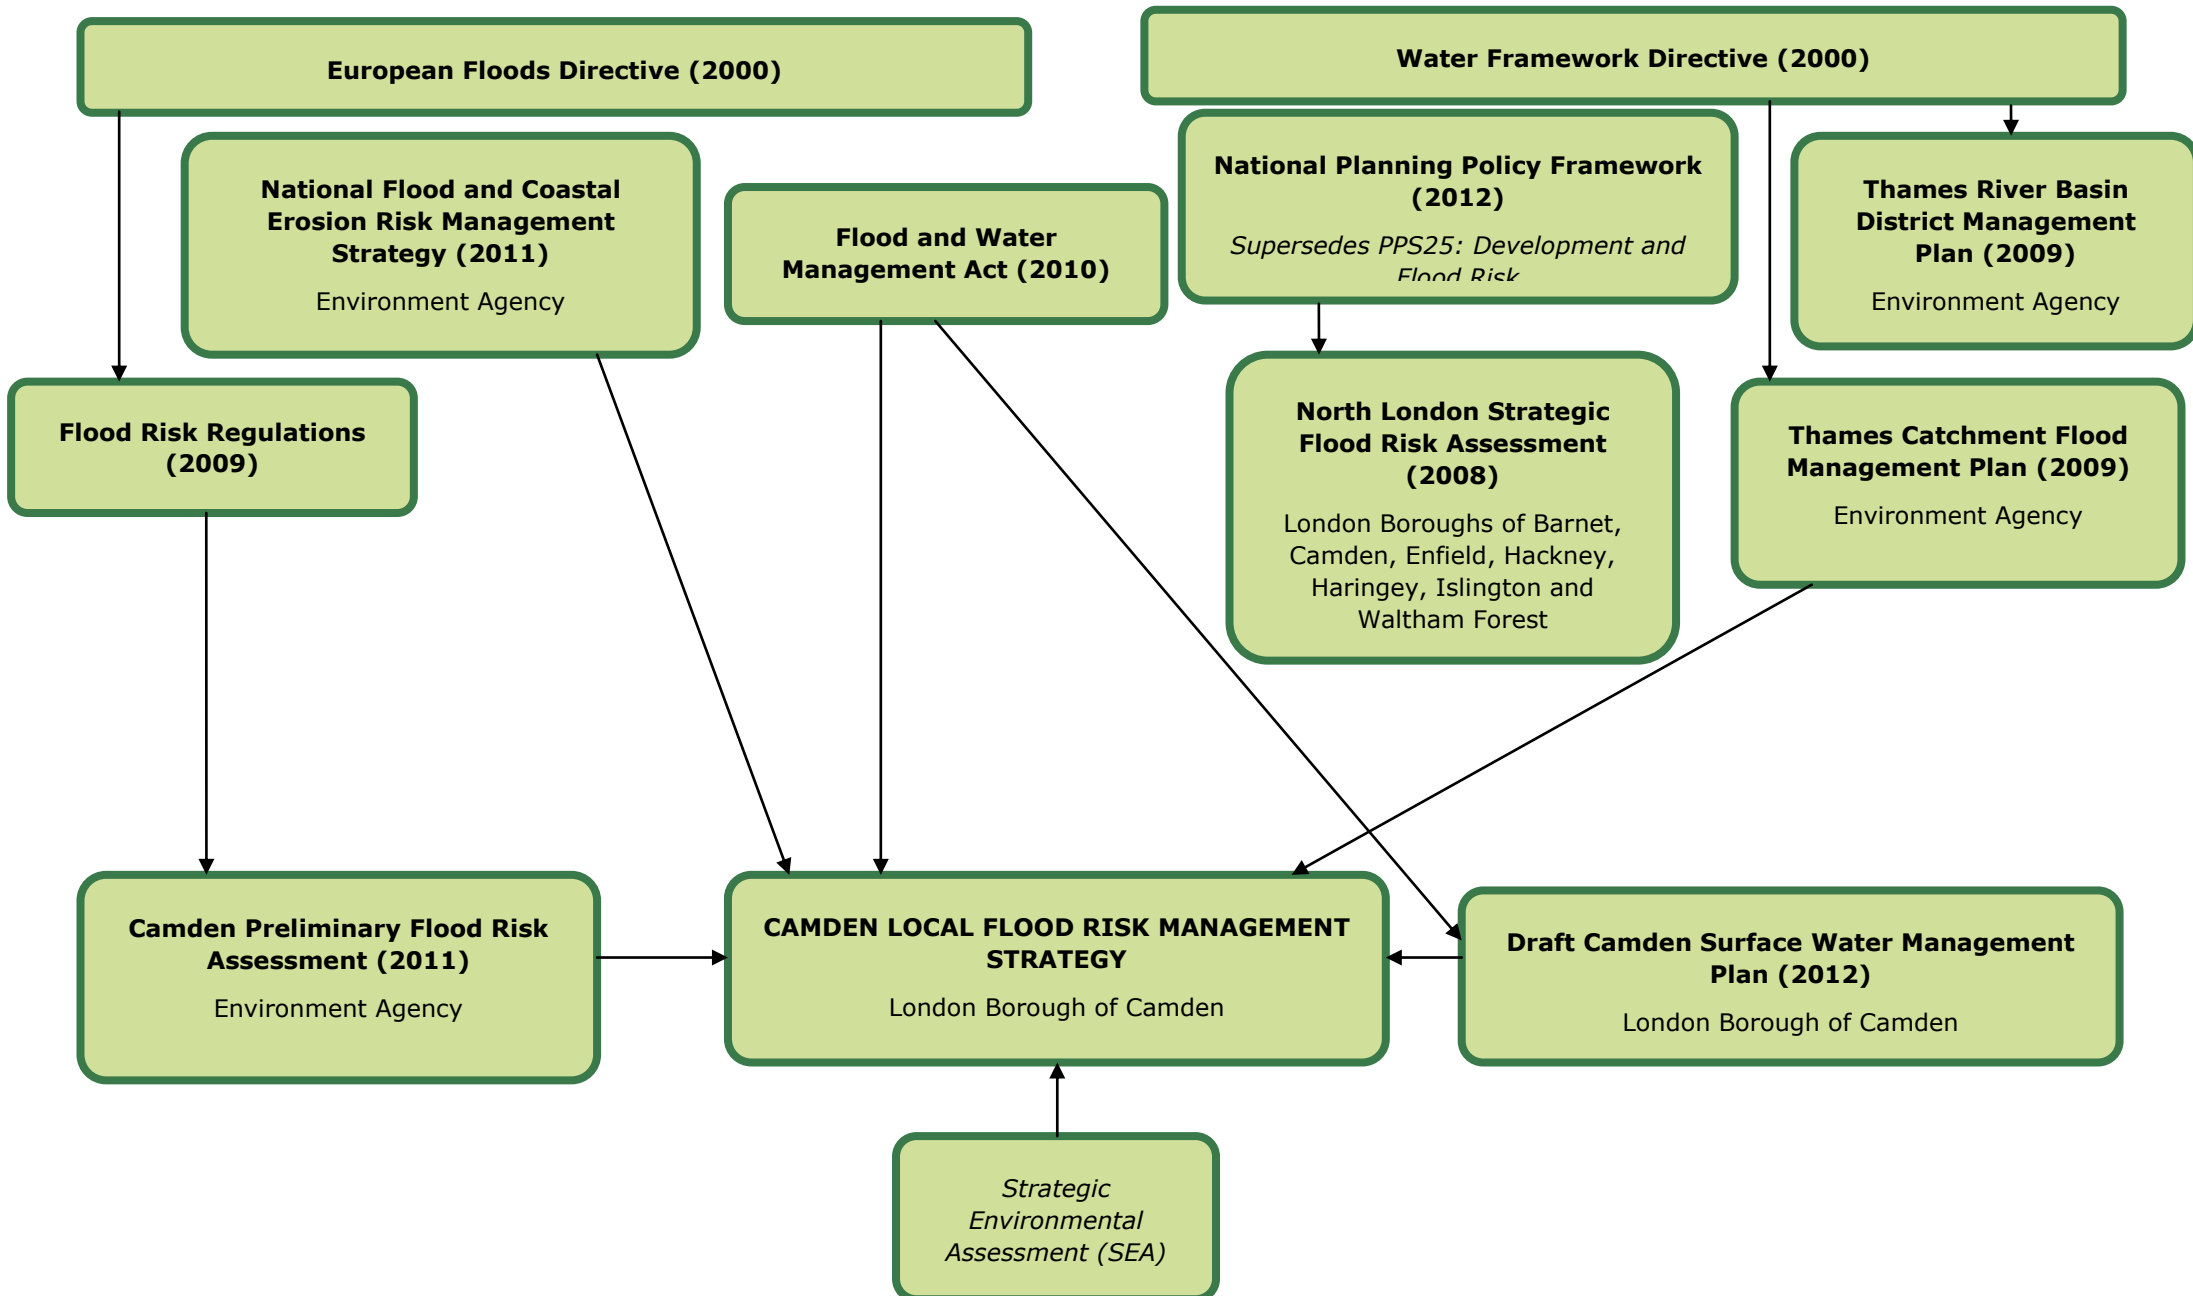 European Floods Directive (2000)
Water Framework Directive (2000)
National Flood and Coastal
Erosion Risk Management
Strategy (2011)
Environment Agency
Flood and Water
Management Act (2010)
National Planning Policy Framework
(2012)
Supersedes PPS25: Development and
Flood Risk
Thames River Basin
District Management
Plan (2009)
Environment Agency
Flood Risk Regulations
(2009)
North London Strategic
Flood Risk Assessment
(2008)
London Boroughs of Barnet,
Camden, Enfield, Hackney,
Haringey, Islington and
Waltham Forest
Thames Catchment Flood
Management Plan (2009)
Environment Agency
Camden Preliminary Flood Risk
Assessment (2011)
Environment Agency
CAMDEN LOCAL FLOOD RISK MANAGEMENT
STRATEGY
London Borough of Camden
Draft Camden Surface Water Management
Plan (2012)
London Borough of Camden
Strategic
Environmental
Assessment (SEA)